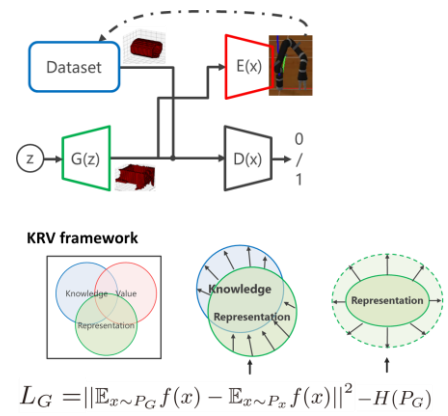 Dataset
E(x)
z
G(z)
D(x)
0
/
1
KRV framework
Knowledge
Value
Representation
Knowledge
Representation
Representation
L_G = ||𝔼_{x∼P_G} f(x) − 𝔼_{x∼P_x} f(x)||^2 −H(P_G)